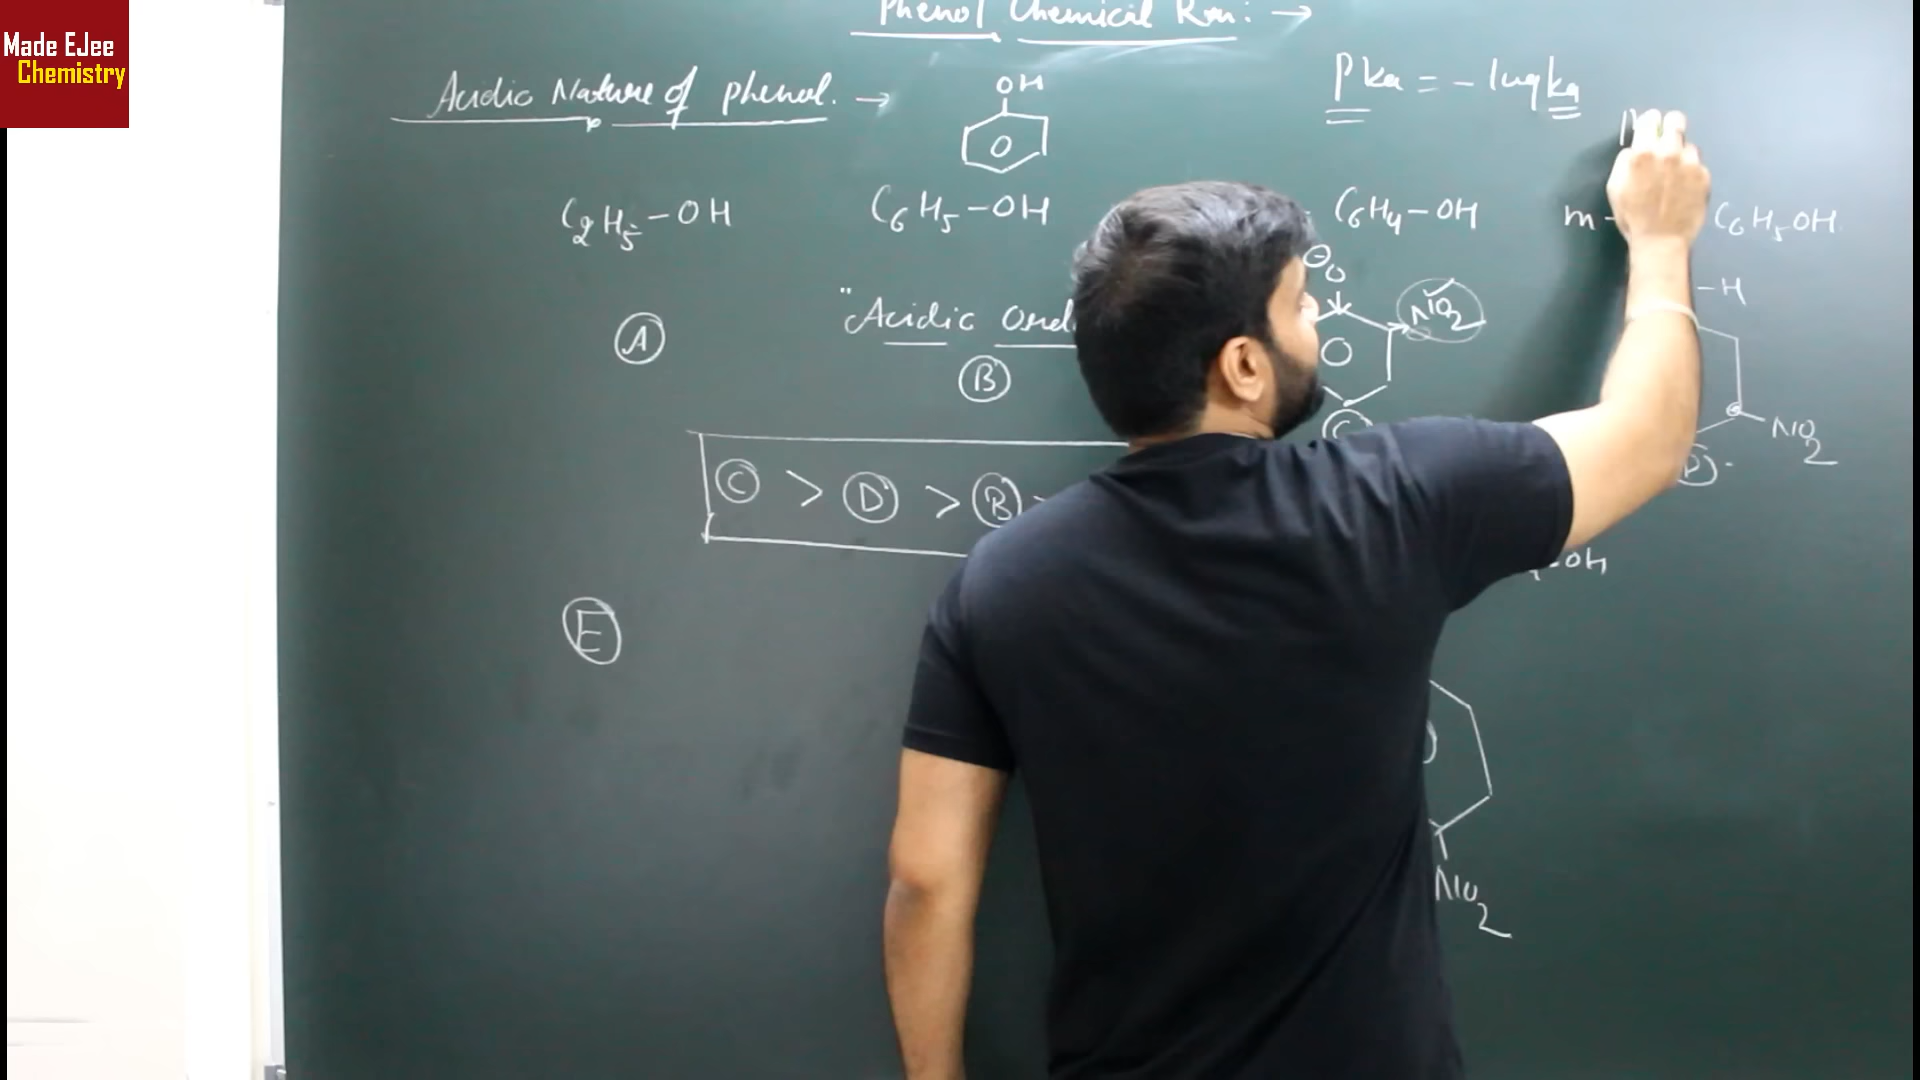 Made EJee
Chemistry
Phenol Chemical Rxn: →
Acidic Nature of phenol. →
OH
pka = - log ka
C2H5-OH
C6H5-OH
C6H4-OH
m-
C6H5OH
-H
⊖O
NO2
"Acidic
A
B
C
NO2
D
C > D > B >
-OH
E
NO2